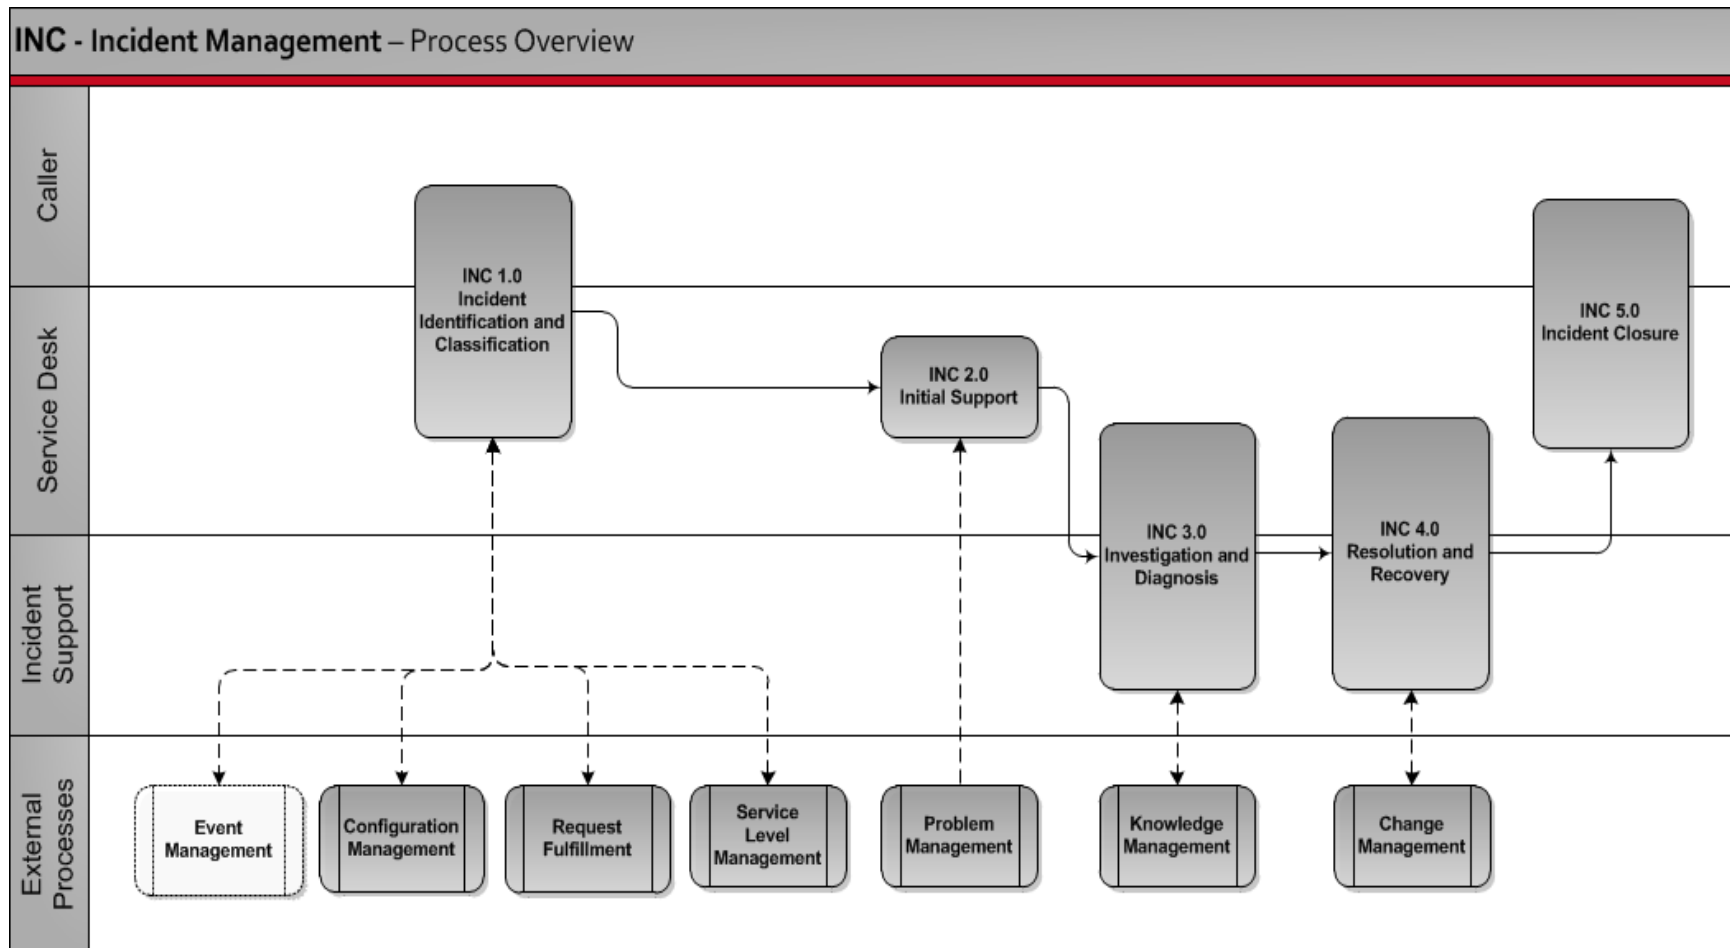 INC - Incident Management – Process Overview
Caller
Service Desk
Incident
Support
External
Processes
INC 1.0
Incident
Identification and
Classification
INC 2.0
Initial Support
INC 3.0
Investigation and
Diagnosis
INC 4.0
Resolution and
Recovery
INC 5.0
Incident Closure
Event
Management
Configuration
Management
Request
Fulfillment
Service
Level
Management
Problem
Management
Knowledge
Management
Change
Management